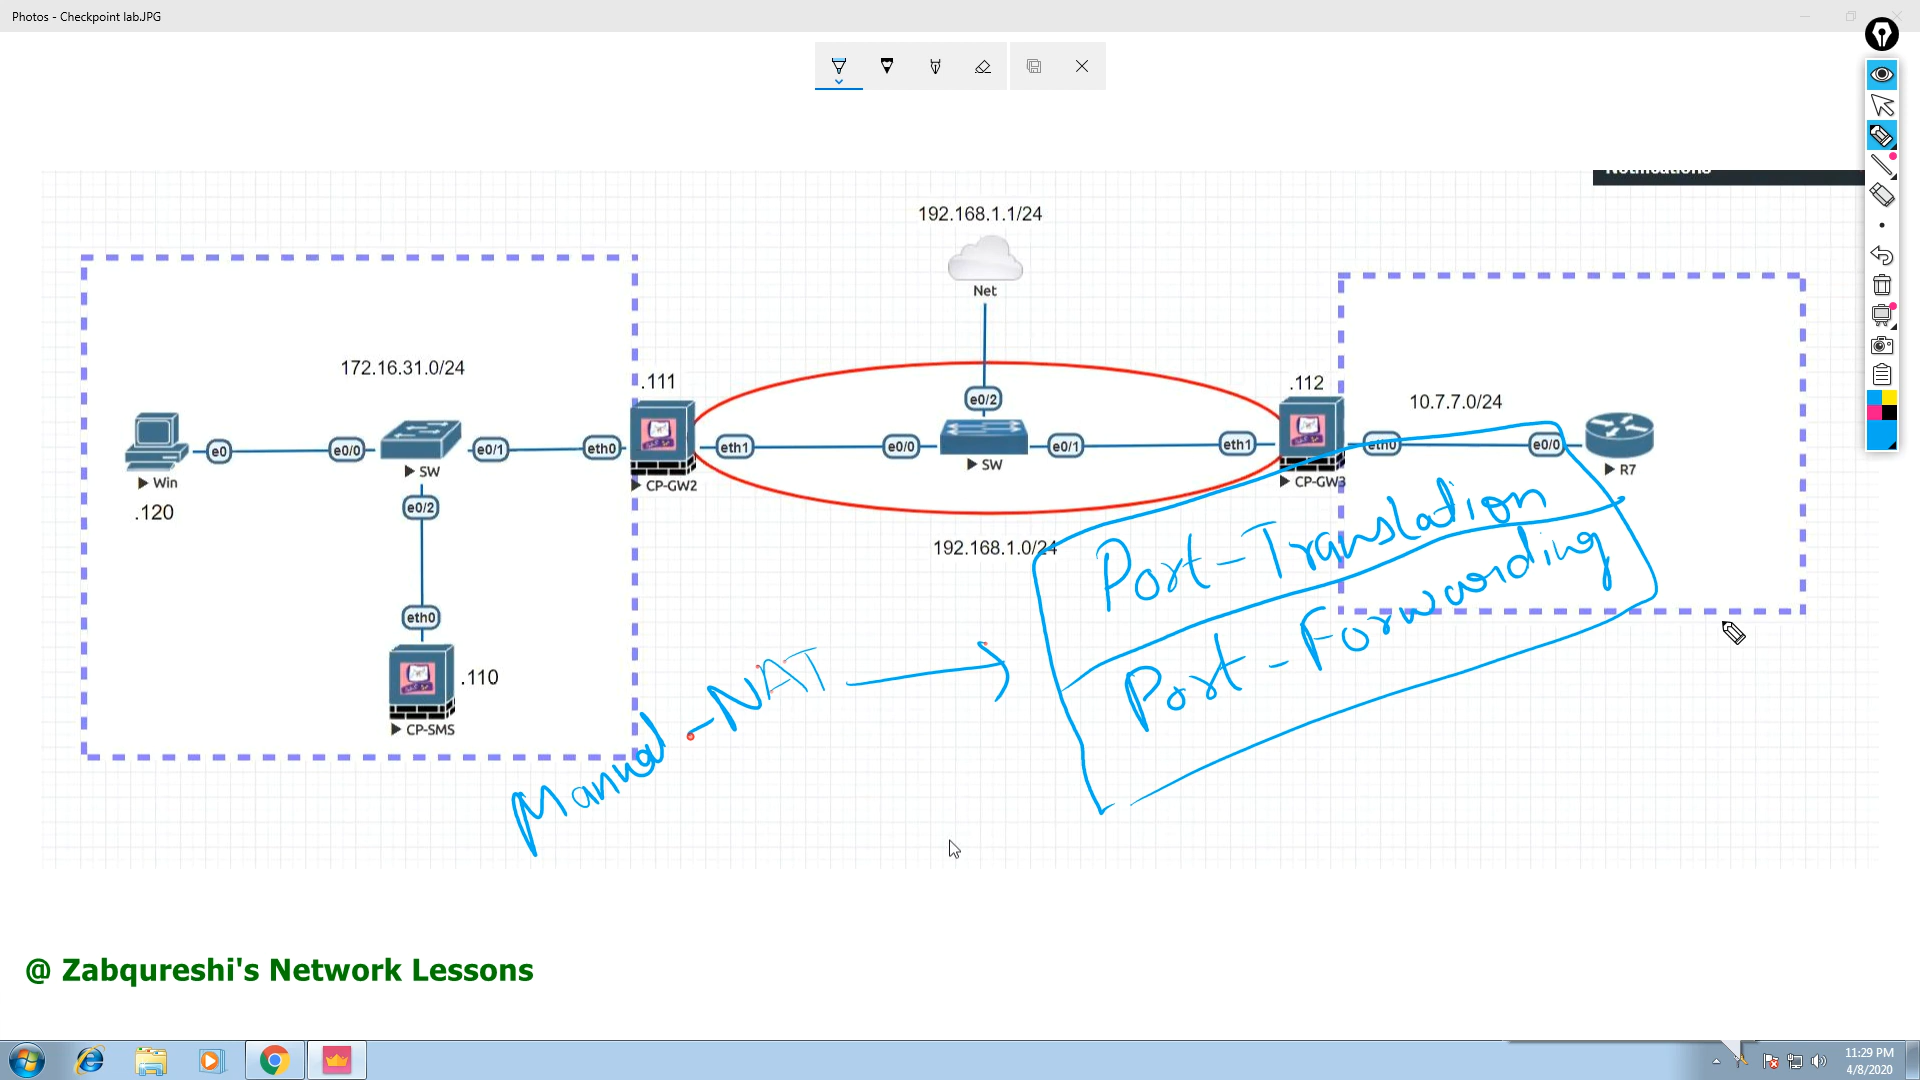 Photos - Checkpoint lab.JPG
192.168.1.1/24
Net
172.16.31.0/24
.111
.112
10.7.7.0/24
e0/2
e0
e0/0
e0/1
eth0
eth1
e0/0
e0/1
eth1
eth0
e0/0
SW
SW
R7
Win
CP-GW2
CP-GW3
.120
e0/2
192.168.1.0/24
Port-Translation
Port-Forwarding
eth0
.110
CP-SMS
Manual-NAT
@ Zabqureshi's Network Lessons
11:29 PM
4/8/2020